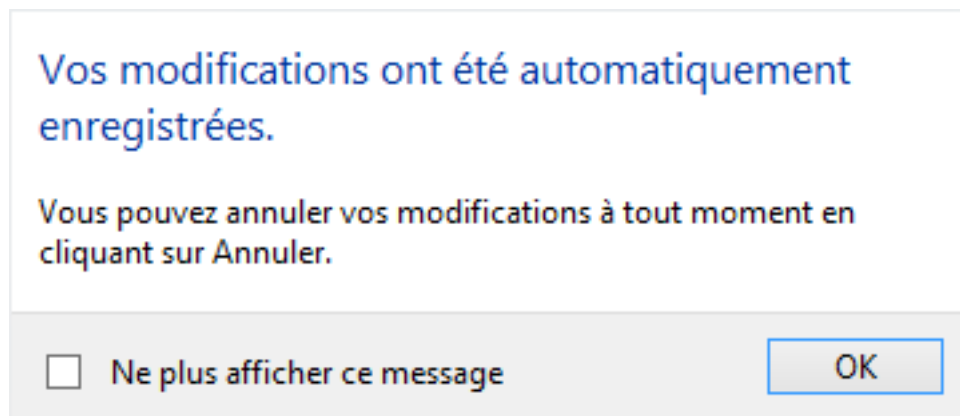 Vos modifications ont été automatiquement
enregistrées.
Vous pouvez annuler vos modifications à tout moment en
cliquant sur Annuler.
Ne plus afficher ce message
OK